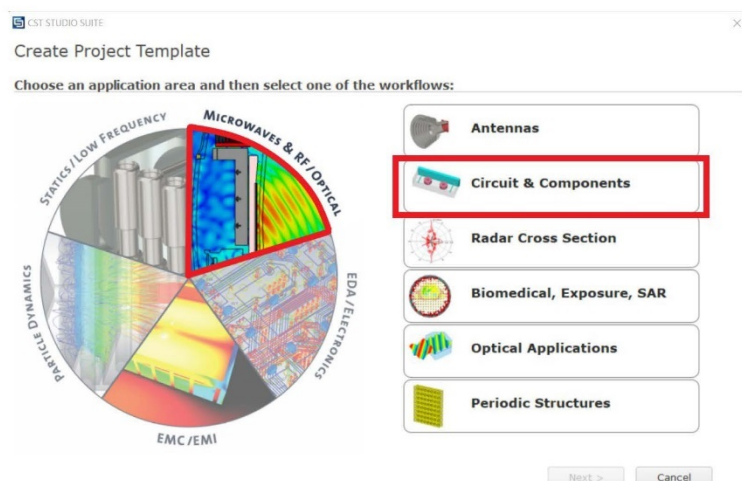 CST STUDIO SUITE
Create Project Template
Choose an application area and then select one of the workflows:
STATICS/LOW FREQUENCY
MICROWAVES & RF/OPTICAL
EDA/ELECTRONICS
EMC/EMI
PARTICLE DYNAMICS
Antennas
Circuit & Components
Radar Cross Section
Biomedical, Exposure, SAR
Optical Applications
Periodic Structures
Next >
Cancel